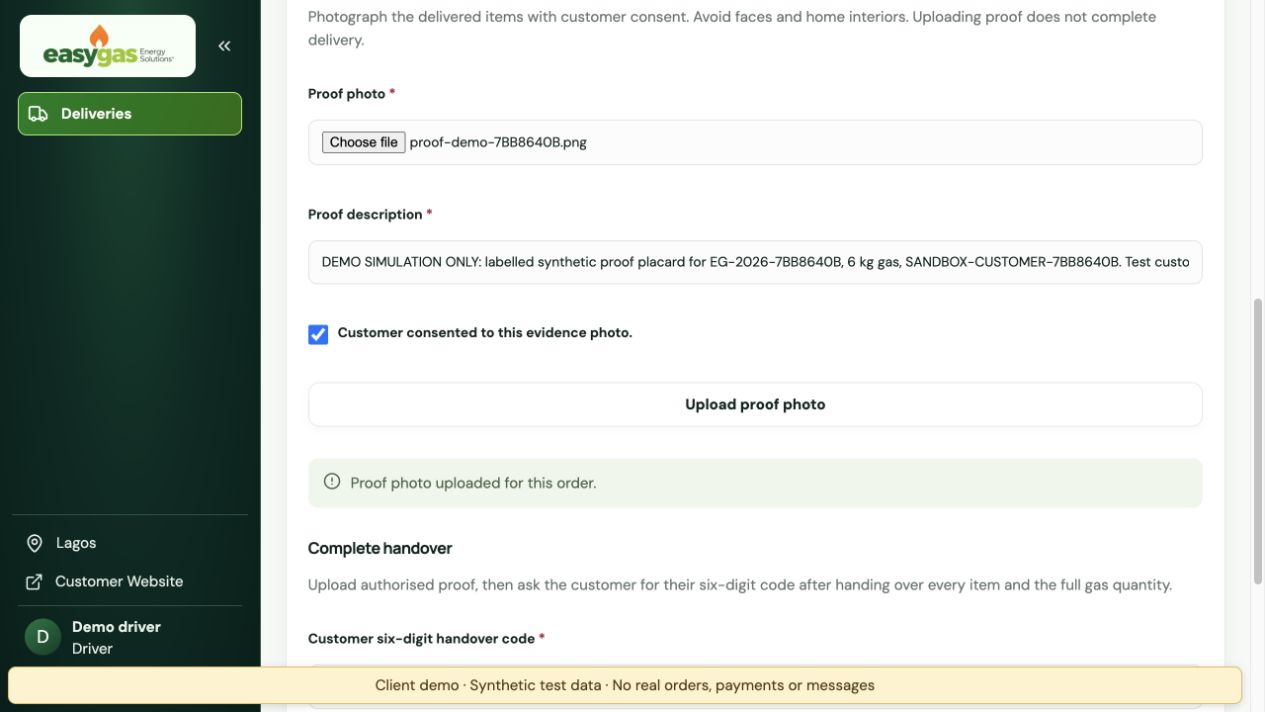 easygas Energy Solutions
Deliveries
Lagos
Customer Website
D
Demo driver
Driver
Photograph the delivered items with customer consent. Avoid faces and home interiors. Uploading proof does not complete
delivery.
Proof photo *
Choose file proof-demo-7BB8640B.png
Proof description *
DEMO SIMULATION ONLY: labelled synthetic proof placard for EG-2026-7BB8640B, 6 kg gas, SANDBOX-CUSTOMER-7BB8640B. Test custo
Customer consented to this evidence photo.
Upload proof photo
Proof photo uploaded for this order.
Complete handover
Upload authorised proof, then ask the customer for their six-digit code after handing over every item and the full gas quantity.
Customer six-digit handover code *
Client demo · Synthetic test data · No real orders, payments or messages